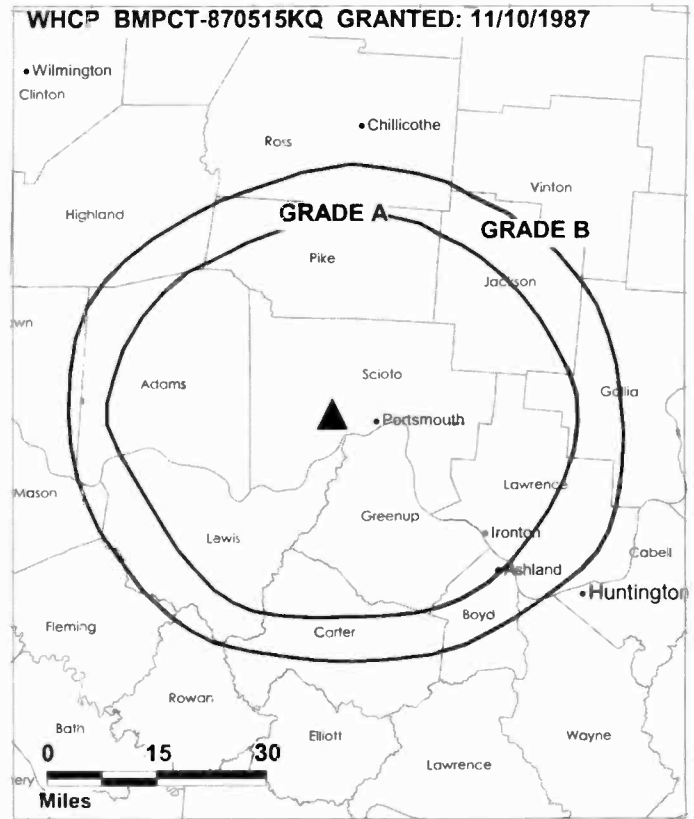 WHCP BMPCT-870515KQ GRANTED: 11/10/1987
Wilmington
Clinton
Chillicothe
Ross
Vinton
Highland
GRADE A
GRADE B
Pike
Jackson
Adams
Scioto
Gallia
Portsmouth
Mason
Lawrence
Greenup
Lewis
Ironton
Cabell
Ashland
Huntington
Boyd
Fleming
Carter
Rowan
Bath
Elliott
Wayne
0 15 30
Lawrence
Miles